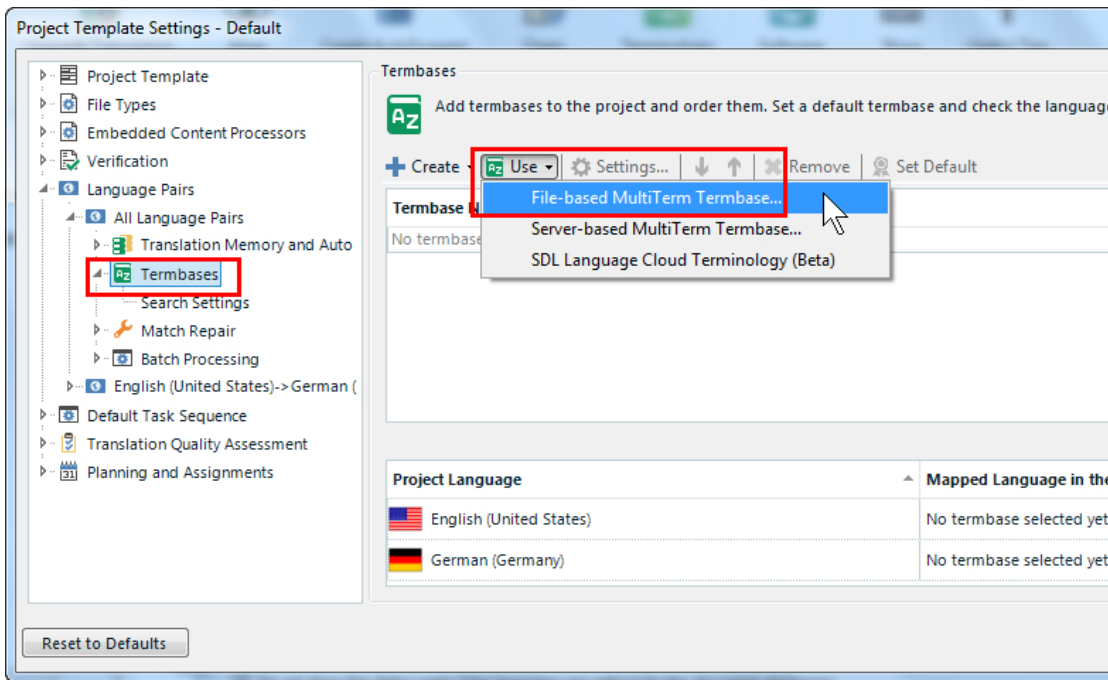 Project Template Settings - Default
Project Template
File Types
Embedded Content Processors
Verification
Language Pairs
All Language Pairs
Translation Memory and Auto
Termbases
Search Settings
Match Repair
Batch Processing
English (United States)->German (
Default Task Sequence
Translation Quality Assessment
Planning and Assignments
Reset to Defaults
Termbases
Add termbases to the project and order them. Set a default termbase and check the language
Create Use Settings... Remove Set Default
File-based MultiTerm Termbase...
Server-based MultiTerm Termbase...
SDL Language Cloud Terminology (Beta)
Termbase
No termbase
Project Language Mapped Language in the
English (United States) No termbase selected yet
German (Germany) No termbase selected yet